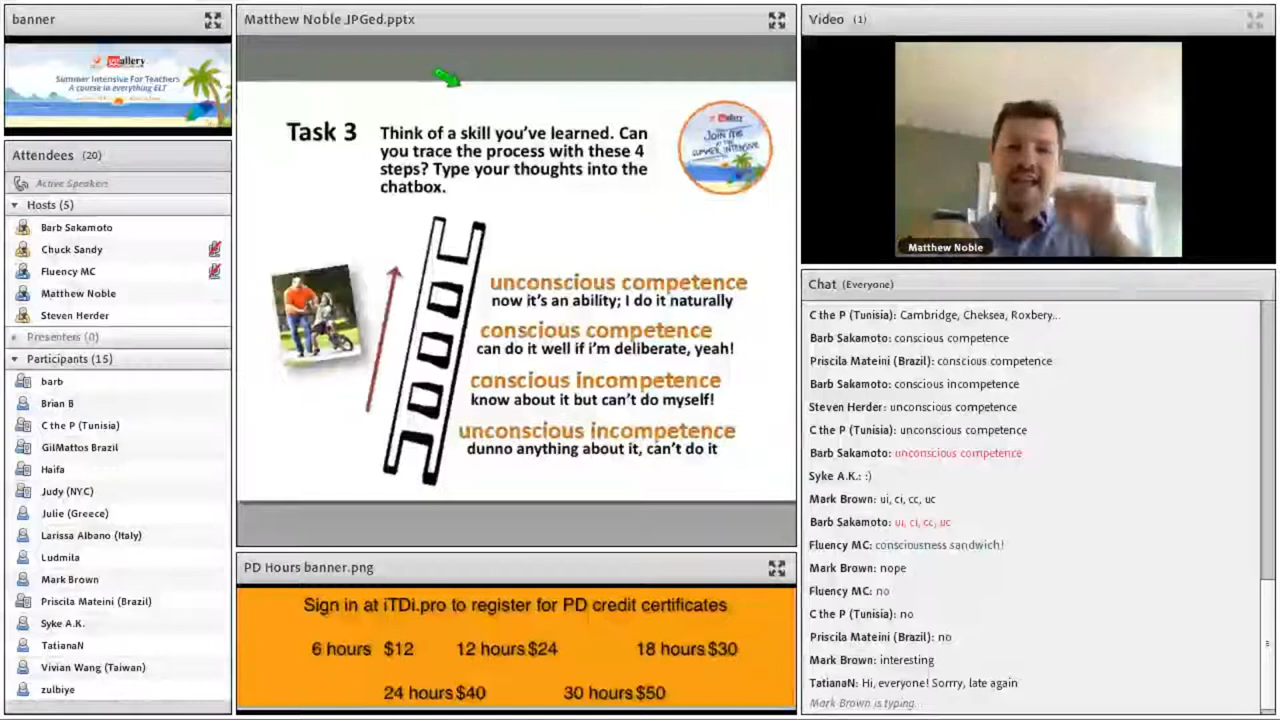 banner
allery
Summer Intensive For Teachers
A course in everything ELT
Attendees (20)
Active Speakers
Hosts (5)
Barb Sakamoto
Chuck Sandy
Fluency MC
Matthew Noble
Steven Herder
Presenters (0)
Participants (15)
barb
Brian B
C the P (Tunisia)
GilMattos Brazil
Haifa
Judy (NYC)
Julie (Greece)
Larissa Albano (Italy)
Ludmila
Mark Brown
Priscila Mateini (Brazil)
Syke A.K.
TatianaN
Vivian Wang (Taiwan)
zulbiye
Matthew Noble JPGed.pptx
Task 3
Think of a skill you've learned. Can
you trace the process with these 4
steps? Type your thoughts into the
chatbox.
JOIN ME
AT THE
SUMMER INTENSIVE
unconscious competence
now it's an ability; I do it naturally
conscious competence
can do it well if i'm deliberate, yeah!
conscious incompetence
know about it but can't do myself!
unconscious incompetence
dunno anything about it, can't do it
PD Hours banner.png
Sign in at iTDi.pro to register for PD credit certificates
6 hours $12 12 hours $24 18 hours $30
24 hours $40 30 hours $50
Video (1)
Matthew Noble
Chat (Everyone)
C the P (Tunisia): Cambridge, Cheksea, Roxbery...
Barb Sakamoto: conscious competence
Priscila Mateini (Brazil): conscious competence
Barb Sakamoto: conscious incompetence
Steven Herder: unconscious competence
C the P (Tunisia): unconscious competence
Barb Sakamoto: unconscious competence
Syke A.K.: :)
Mark Brown: ui, ci, cc, uc
Barb Sakamoto: ui, ci, cc, uc
Fluency MC: consciousness sandwich!
Mark Brown: nope
Fluency MC: no
C the P (Tunisia): no
Priscila Mateini (Brazil): no
Mark Brown: interesting
TatianaN: Hi, everyone! Sorrry, late again
Mark Brown is typing.